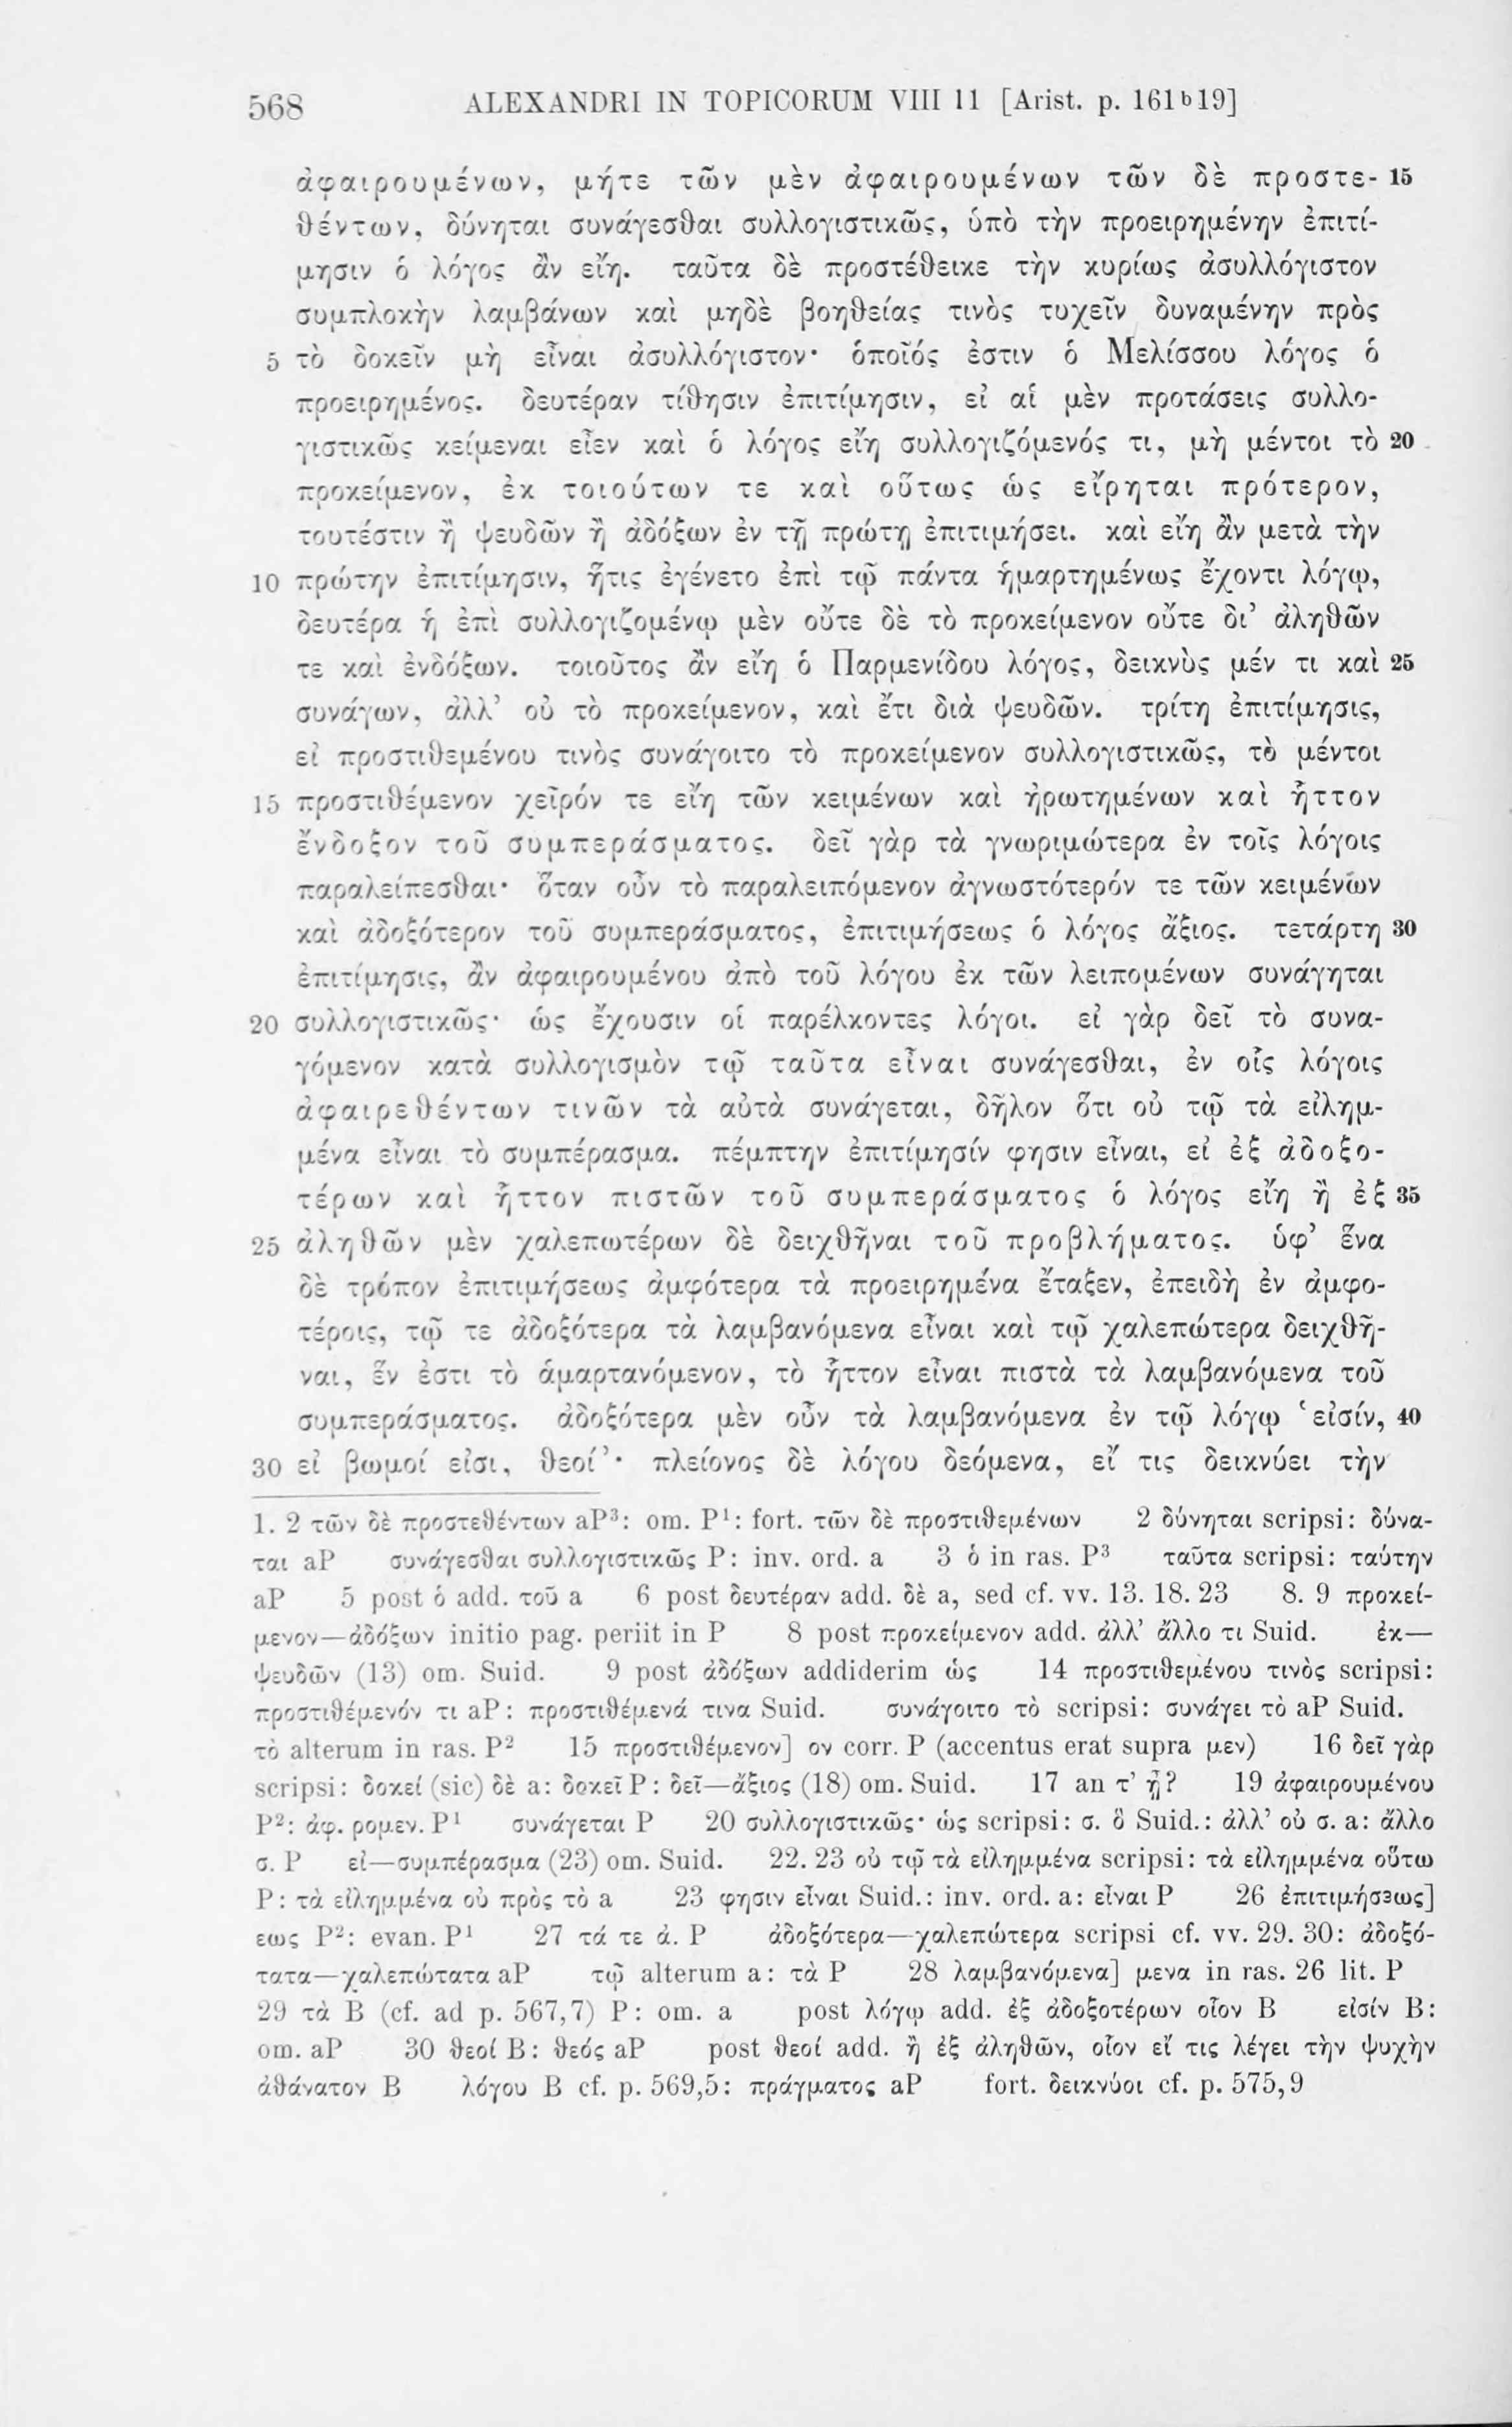 568 ALEXANDRI IN TOPICORUM VIII 11 [Arist. p. 161ᵇ19]
ἀφαιρουμένων, μήτε τῶν μὲν ἀφαιρουμένων τῶν δὲ προστε- 15
θέντων, δύνηται συνάγεσθαι συλλογιστικῶς, ὑπὸ τὴν προειρημένην ἐπιτί-
μησιν ὁ λόγος ἂν εἴη. ταῦτα δὲ προστέθεικε τὴν κυρίως ἀσυλλόγιστον
συμπλοκὴν λαμβάνων καὶ μηδὲ βοηθείας τινὸς τυχεῖν δυναμένην πρὸς
5 τὸ δοκεῖν μὴ εἶναι ἀσυλλόγιστον· ὁποῖός ἐστιν ὁ Μελίσσου λόγος ὁ
προειρημένος. δευτέραν τίθησιν ἐπιτίμησιν, εἰ αἱ μὲν προτάσεις συλλο-
γιστικῶς κείμεναι εἶεν καὶ ὁ λόγος εἴη συλλογιζόμενός τι, μὴ μέντοι τὸ 20
προκείμενον, ἐκ τοιούτων τε καὶ οὕτως ὡς εἴρηται πρότερον,
τουτέστιν ἢ ψευδῶν ἢ ἀδόξων ἐν τῇ πρώτῃ ἐπιτιμήσει. καὶ εἴη ἂν μετὰ τὴν
10 πρώτην ἐπιτίμησιν, ἥτις ἐγένετο ἐπὶ τῷ πάντα ἡμαρτημένως ἔχοντι λόγῳ,
δευτέρα ἡ ἐπὶ συλλογιζομένῳ μὲν οὔτε δὲ τὸ προκείμενον οὔτε δι’ ἀληθῶν
τε καὶ ἐνδόξων. τοιοῦτος ἂν εἴη ὁ Παρμενίδου λόγος, δεικνὺς μέν τι καὶ 25
συνάγων, ἀλλ’ οὐ τὸ προκείμενον, καὶ ἔτι διὰ ψευδῶν. τρίτη ἐπιτίμησις,
εἰ προστιθεμένου τινὸς συνάγοιτο τὸ προκείμενον συλλογιστικῶς, τὸ μέντοι
15 προστιθέμενον χεῖρόν τε εἴη τῶν κειμένων καὶ ἠρωτημένων καὶ ἧττον
ἔνδοξον τοῦ συμπεράσματος. δεῖ γὰρ τὰ γνωριμώτερα ἐν τοῖς λόγοις
παραλείπεσθαι· ὅταν οὖν τὸ παραλειπόμενον ἀγνωστότερόν τε τῶν κειμένων
καὶ ἀδοξότερον τοῦ συμπεράσματος, ἐπιτιμήσεως ὁ λόγος ἄξιος. τετάρτη 30
ἐπιτίμησις, ἂν ἀφαιρουμένου ἀπὸ τοῦ λόγου ἐκ τῶν λειπομένων συνάγηται
20 συλλογιστικῶς· ὡς ἔχουσιν οἱ παρέλκοντες λόγοι. εἰ γὰρ δεῖ τὸ συνα-
γόμενον κατὰ συλλογισμὸν τῷ ταῦτα εἶναι συνάγεσθαι, ἐν οἷς λόγοις
ἀφαιρεθέντων τινῶν τὰ αὐτὰ συνάγεται, δῆλον ὅτι οὐ τῷ τὰ εἰλημ-
μένα εἶναι τὸ συμπέρασμα. πέμπτην ἐπιτίμησίν φησιν εἶναι, εἰ ἐξ ἀδοξο-
τέρων καὶ ἧττον πιστῶν τοῦ συμπεράσματος ὁ λόγος εἴη ἢ ἐξ 35
25 ἀληθῶν μὲν χαλεπωτέρων δὲ δειχθῆναι τοῦ προβλήματος. ὑφ’ ἕνα
δὲ τρόπον ἐπιτιμήσεως ἀμφότερα τὰ προειρημένα ἔταξεν, ἐπειδὴ ἐν ἀμφο-
τέροις, τῷ τε ἀδοξότερα τὰ λαμβανόμενα εἶναι καὶ τῷ χαλεπώτερα δειχθῆ-
ναι, ἕν ἐστι τὸ ἁμαρτανόμενον, τὸ ἧττον εἶναι πιστὰ τὰ λαμβανόμενα τοῦ
συμπεράσματος. ἀδοξότερα μὲν οὖν τὰ λαμβανόμενα ἐν τῷ λόγῳ ‘εἰσίν, 40
30 εἰ βωμοί εἰσι, θεοί’· πλείονος δὲ λόγου δεόμενα, εἴ τις δεικνύει τὴν
1. 2 τῶν δὲ προστεθέντων aP³: om. P¹: fort. τῶν δὲ προστιθεμένων 2 δύνηται scripsi: δύνα-
ται aP συνάγεσθαι συλλογιστικῶς P: inv. ord. a 3 ὁ in ras. P³ ταῦτα scripsi: ταύτην
aP 5 post ὁ add. τοῦ a 6 post δευτέραν add. δὲ a, sed cf. vv. 13. 18. 23 8. 9 προκεί-
μενον—ἀδόξων initio pag. periit in P 8 post προκείμενον add. ἀλλ’ ἄλλο τι Suid. ἐκ—
ψευδῶν (13) om. Suid. 9 post ἀδόξων addiderim ὡς 14 προστιθεμένου τινὸς scripsi:
προστιθέμενόν τι aP: προστιθέμενά τινα Suid. συνάγοιτο τὸ scripsi: συνάγει τὸ aP Suid.
τὸ alterum in ras. P² 15 προστιθέμενον] ον corr. P (accentus erat supra μεν) 16 δεῖ γὰρ
scripsi: δοκεί (sic) δὲ a: δοκεῖ P: δεῖ—ἄξιος (18) om. Suid. 17 an τ’ ᾖ? 19 ἀφαιρουμένου
P²: ἀφ. ρομεν. P¹ συνάγεται P 20 συλλογιστικῶς· ὡς scripsi: σ. ὃ Suid.: ἀλλ’ οὐ σ. a: ἄλλο
σ. P εἰ—συμπέρασμα (23) om. Suid. 22. 23 οὐ τῷ τὰ εἰλημμένα scripsi: τὰ εἰλημμένα οὕτω
P: τὰ εἰλημμένα οὐ πρὸς τὸ a 23 φησιν εἶναι Suid.: inv. ord. a: εἶναι P 26 ἐπιτιμήσεως]
εως P²: evan. P¹ 27 τά τε ἀ. P ἀδοξότερα—χαλεπώτερα scripsi cf. vv. 29. 30: ἀδοξό-
τατα—χαλεπώτατα aP τῷ alterum a: τὰ P 28 λαμβανόμενα] μενα in ras. 26 lit. P
29 τὰ B (cf. ad p. 567,7) P: om. a post λόγῳ add. ἐξ ἀδοξοτέρων οἷον B εἰσίν B:
om. aP 30 θεοί B: θεός aP post θεοί add. ἢ ἐξ ἀληθῶν, οἷον εἴ τις λέγει τὴν ψυχὴν
ἀθάνατον B λόγου B cf. p. 569,5: πράγματος aP fort. δεικνύοι cf. p. 575,9